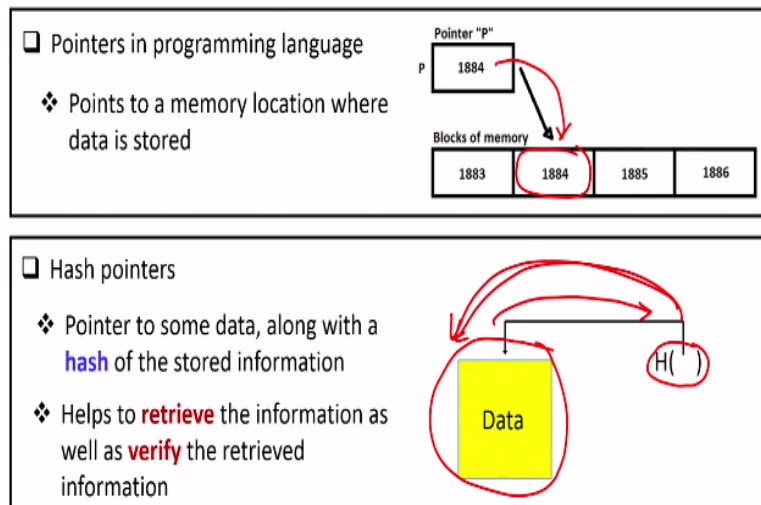 ❑ Pointers in programming language
❖ Points to a memory location where
data is stored
Pointer "P"
P
1884
Blocks of memory
1883 1884 1885 1886
❑ Hash pointers
❖ Pointer to some data, along with a
hash of the stored information
❖ Helps to retrieve the information as
well as verify the retrieved
information
H( )
Data